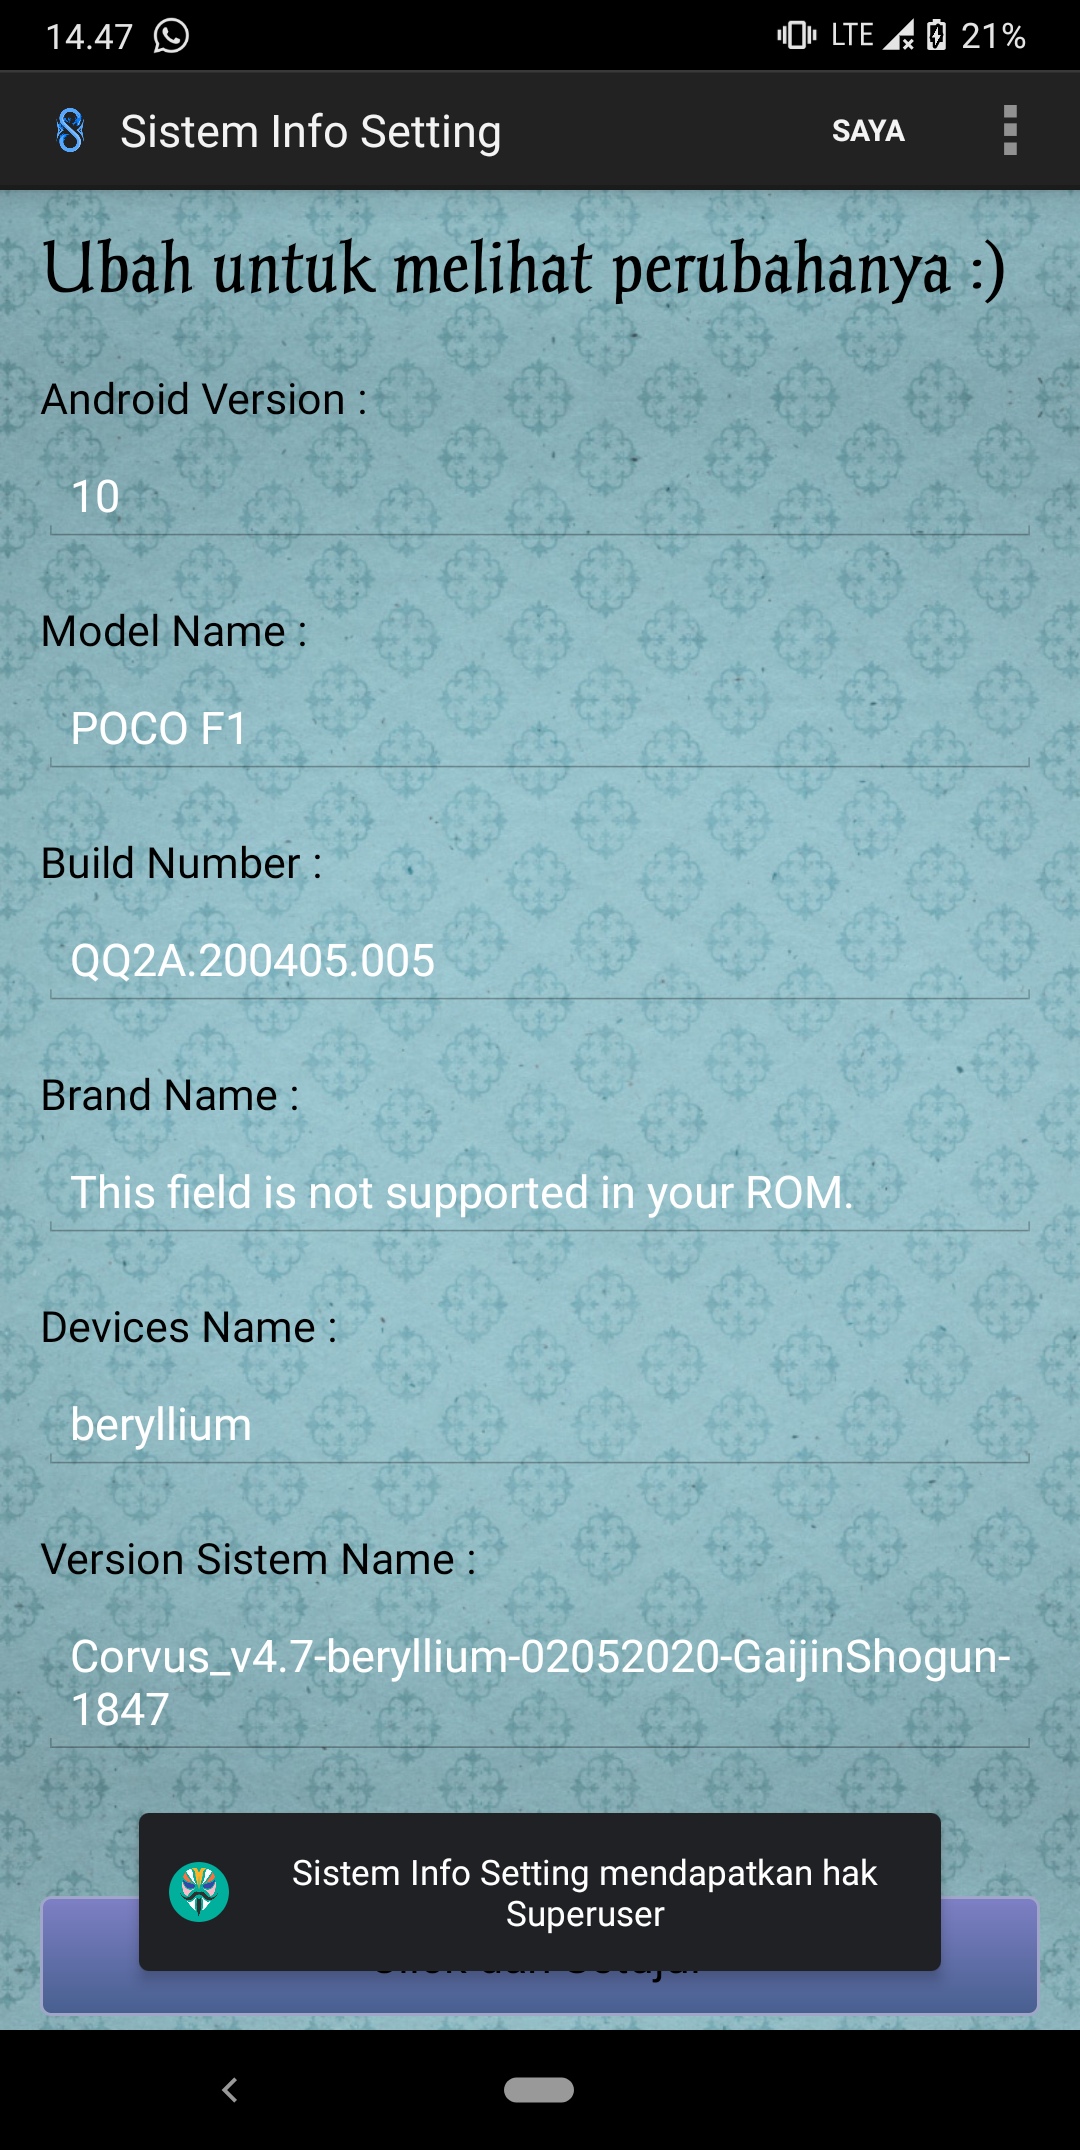 14.47
LTE
21%
Sistem Info Setting
SAYA
Ubah untuk melihat perubahanya :)
Android Version :
10
Model Name :
POCO F1
Build Number :
QQ2A.200405.005
Brand Name :
This field is not supported in your ROM.
Devices Name :
beryllium
Version Sistem Name :
Corvus_v4.7-beryllium-02052020-GaijinShogun-
1847
Sistem Info Setting mendapatkan hak
Superuser